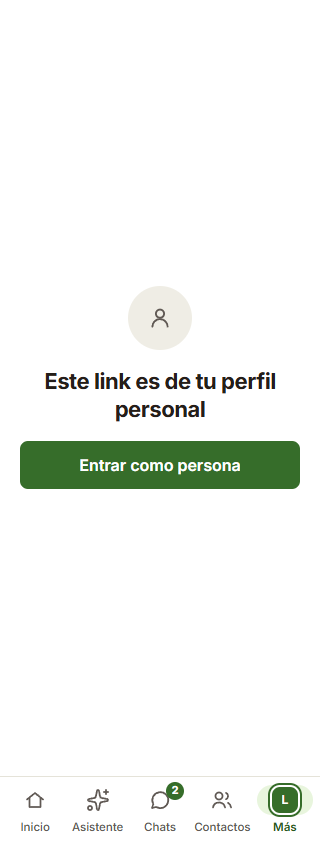 Este link es de tu perfil
personal
Entrar como persona
2
L
Inicio
Asistente
Chats
Contactos
Más